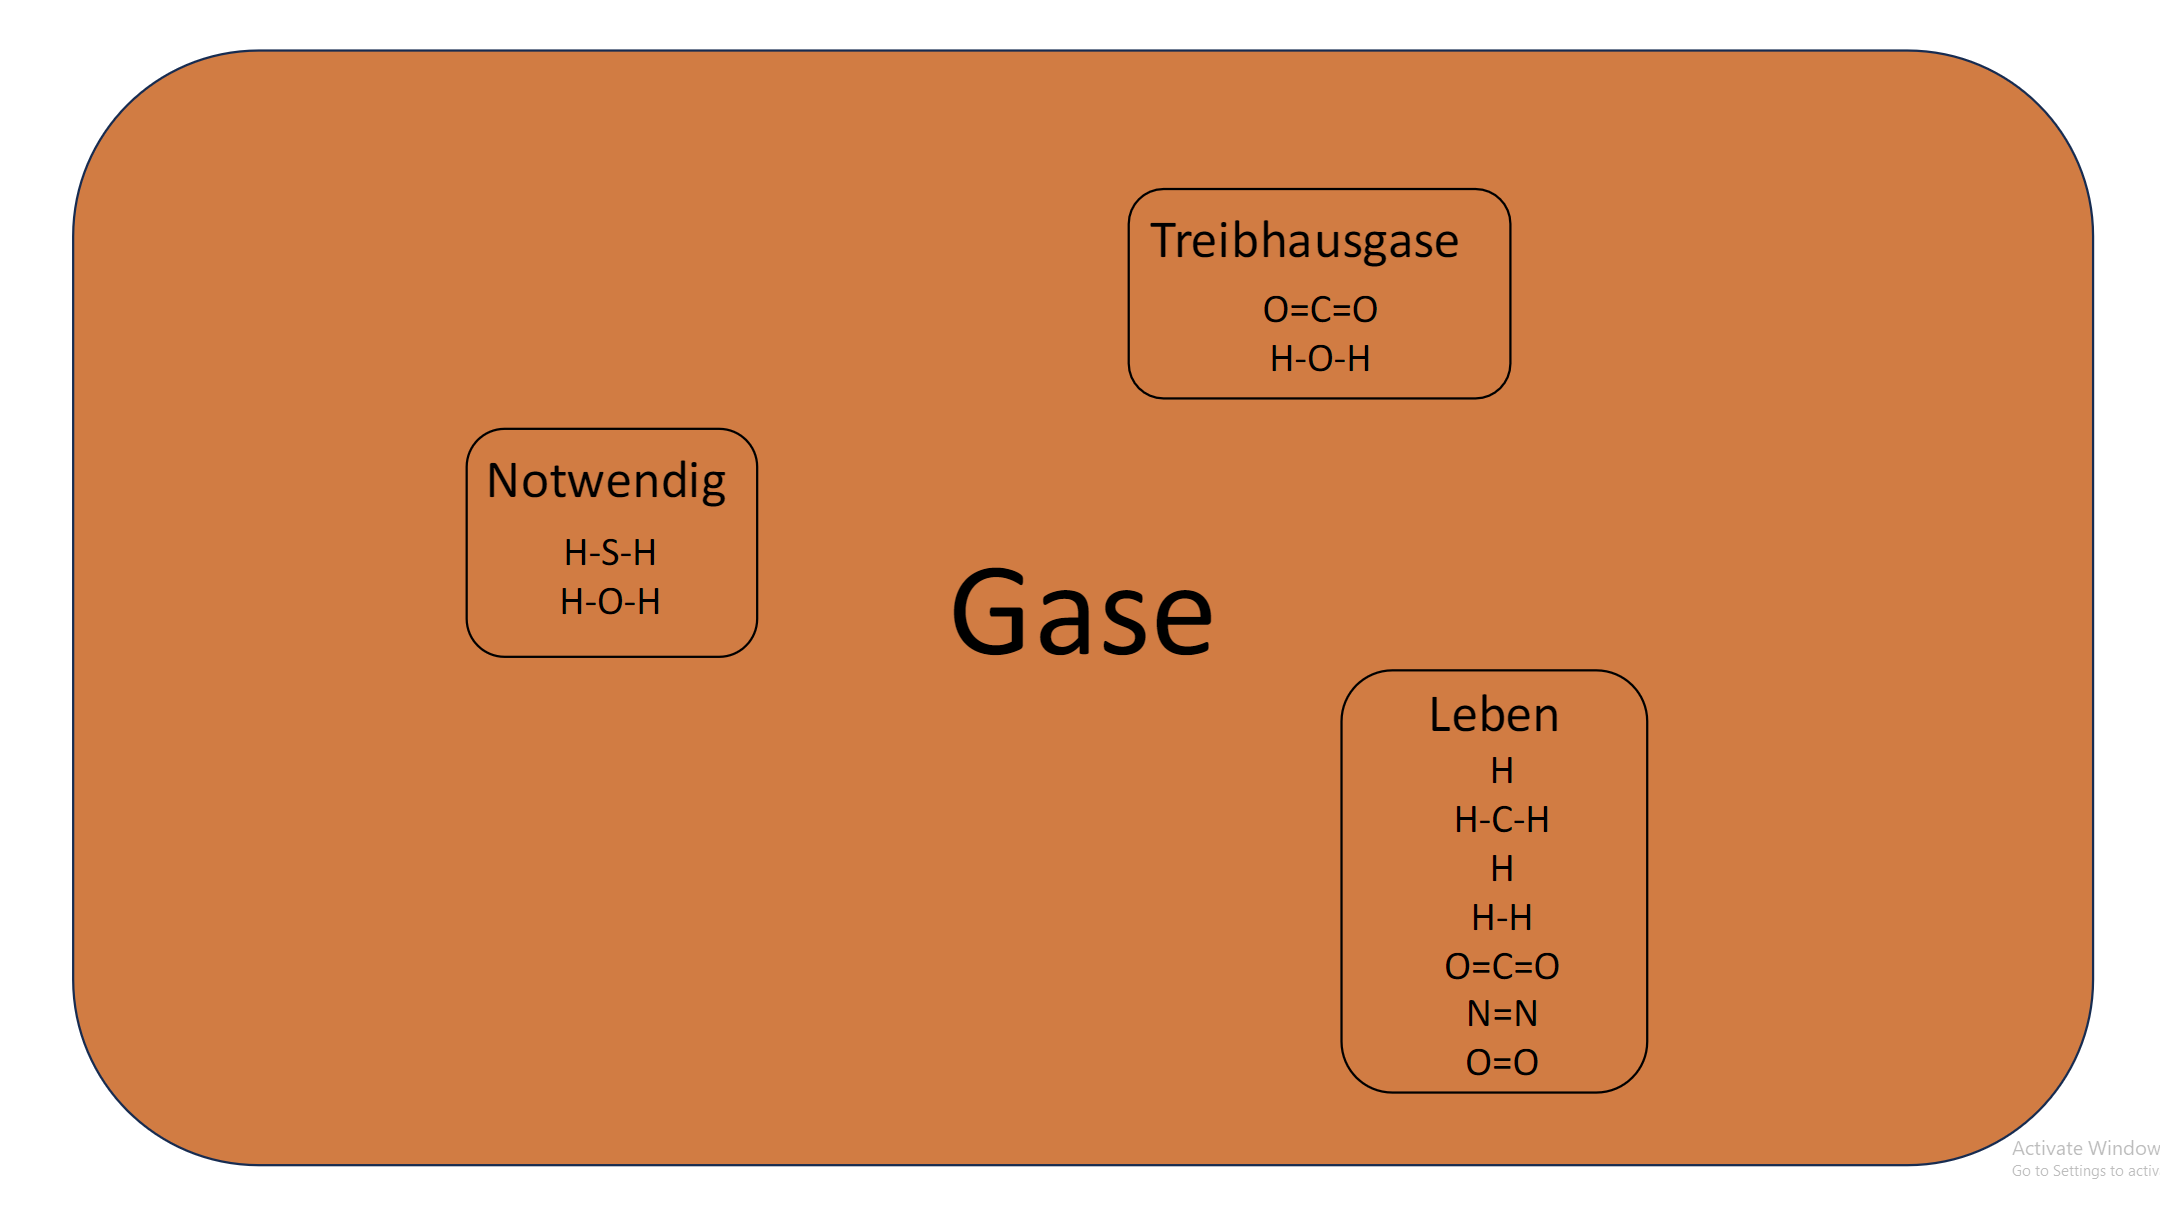 Treibhausgase
O=C=O
H-O-H
Notwendig
H-S-H
H-O-H
Gase
Leben
H
H-C-H
H
H-H
O=C=O
N=N
O=O
Activate Window
Go to Settings to activ